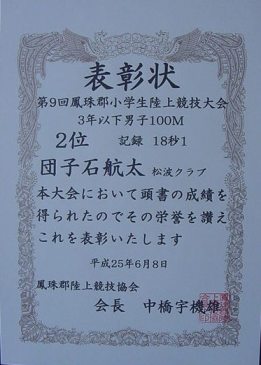 表彰状
第9回鳳珠郡小学生陸上競技大会
3年以下男子100M
2位 記録 18秒1
団子石航太 松波クラブ
本大会において頭書の成績を
得られたのでその栄誉を讃え
これを表彰いたします
平成25年6月8日
鳳珠郡陸上競技協会
会長 中橋宇機雄